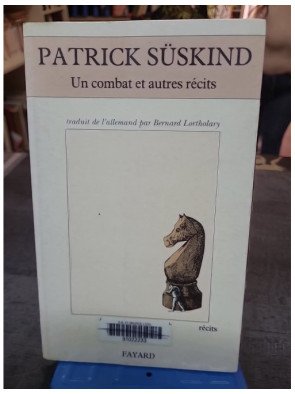 PATRICK SÜSKIND
Un combat et autres récits
traduit de l'allemand par Bernard Lortholary
récits
FAYARD